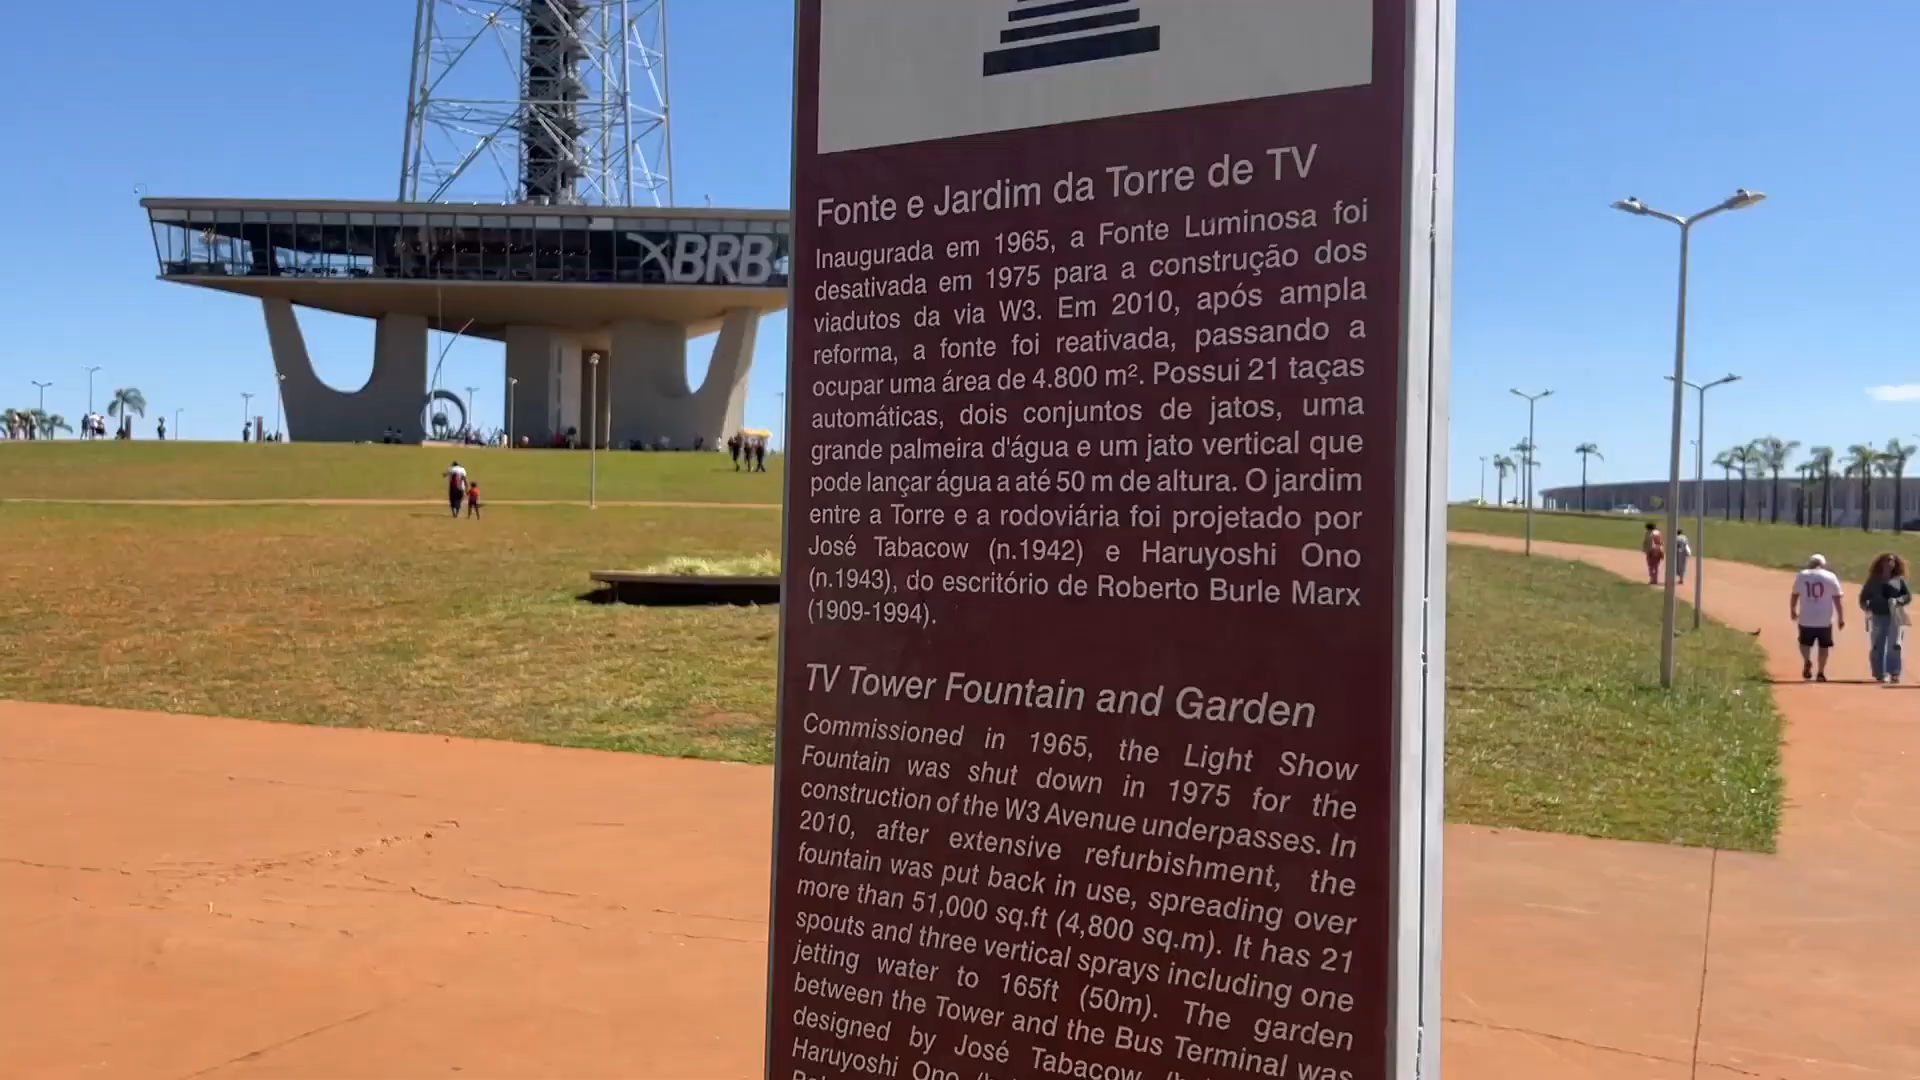 BRB
Fonte e Jardim da Torre de TV
Inaugurada em 1965, a Fonte Luminosa foi
desativada em 1975 para a construção dos
viadutos da via W3. Em 2010, após ampla
reforma, a fonte foi reativada, passando a
ocupar uma área de 4.800 m². Possui 21 taças
automáticas, dois conjuntos de jatos, uma
grande palmeira d'água e um jato vertical que
pode lançar água a até 50 m de altura. O jardim
entre a Torre e a rodoviária foi projetado por
José Tabacow (n.1942) e Haruyoshi Ono
(n.1943), do escritório de Roberto Burle Marx
(1909-1994).
TV Tower Fountain and Garden
Commissioned in 1965, the Light Show
Fountain was shut down in 1975 for the
construction of the W3 Avenue underpasses. In
2010, after extensive refurbishment, the
fountain was put back in use, spreading over
more than 51,000 sq.ft (4,800 sq.m). It has 21
spouts and three vertical sprays including one
jetting water to 165ft (50m). The garden
between the Tower and the Bus Terminal was
designed by José Tabacow
Haruyoshi Ono
10